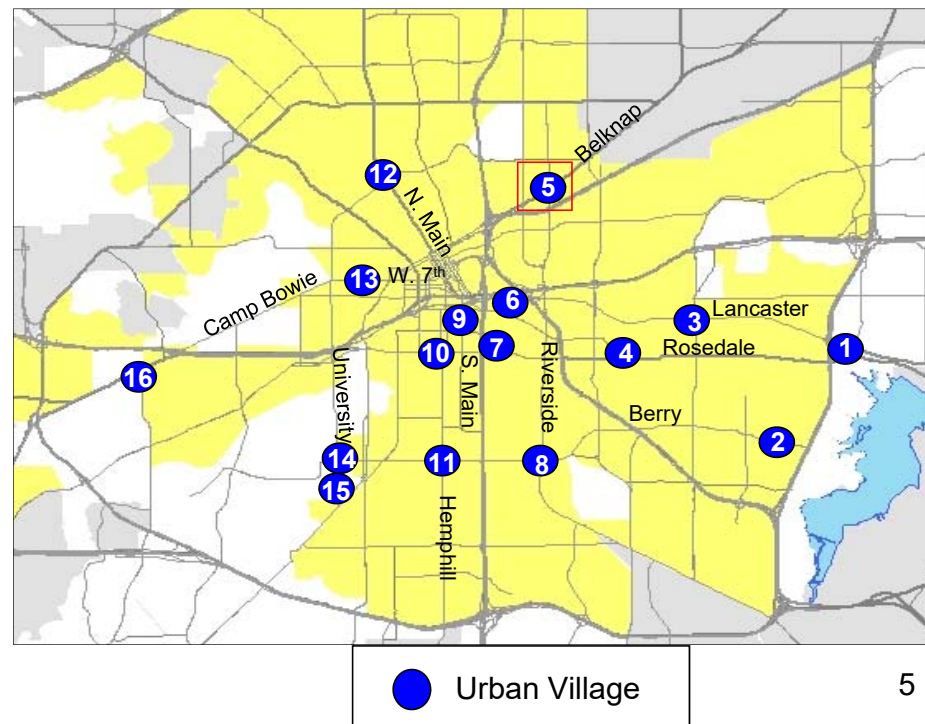 Belknap
12
5
N. Main
13
W. 7th
Camp Bowie
6
9
3
Lancaster
10
7
4
Rosedale
1
16
University
S. Main
Riverside
Berry
2
14
11
8
15
Hemphill
Urban Village
5